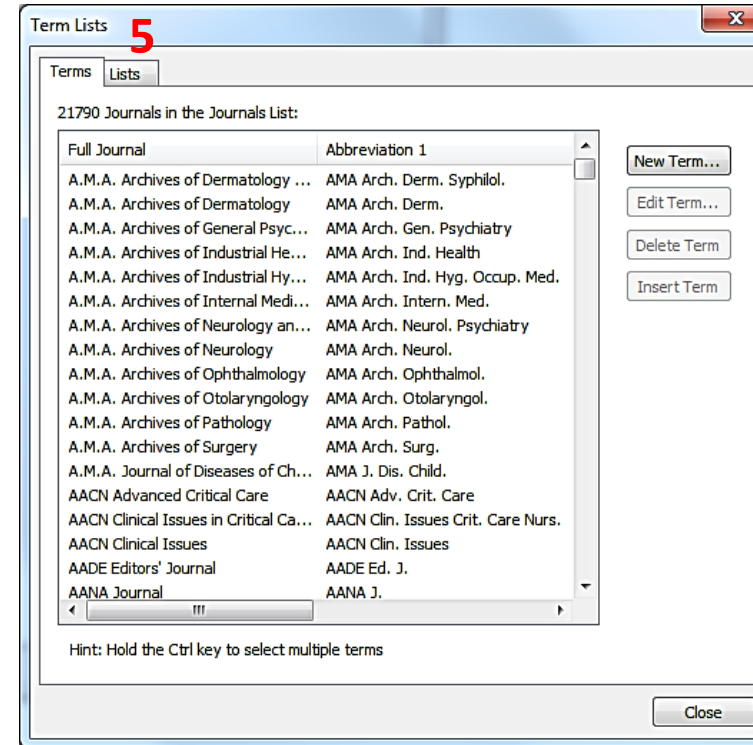 Term Lists
5
Terms Lists
21790 Journals in the Journals List:
Full Journal Abbreviation 1
A.M.A. Archives of Dermatology ... AMA Arch. Derm. Syphilol.
A.M.A. Archives of Dermatology AMA Arch. Derm.
A.M.A. Archives of General Psyc... AMA Arch. Gen. Psychiatry
A.M.A. Archives of Industrial He... AMA Arch. Ind. Health
A.M.A. Archives of Industrial Hy... AMA Arch. Ind. Hyg. Occup. Med.
A.M.A. Archives of Internal Medi... AMA Arch. Intern. Med.
A.M.A. Archives of Neurology an... AMA Arch. Neurol. Psychiatry
A.M.A. Archives of Neurology AMA Arch. Neurol.
A.M.A. Archives of Ophthalmology AMA Arch. Ophthalmol.
A.M.A. Archives of Otolaryngology AMA Arch. Otolaryngol.
A.M.A. Archives of Pathology AMA Arch. Pathol.
A.M.A. Archives of Surgery AMA Arch. Surg.
A.M.A. Journal of Diseases of Ch... AMA J. Dis. Child.
AACN Advanced Critical Care AACN Adv. Crit. Care
AACN Clinical Issues in Critical Ca... AACN Clin. Issues Crit. Care Nurs.
AACN Clinical Issues AACN Clin. Issues
AADE Editors' Journal AADE Ed. J.
AANA Journal AANA J.
New Term...
Edit Term...
Delete Term
Insert Term
Hint: Hold the Ctrl key to select multiple terms
Close